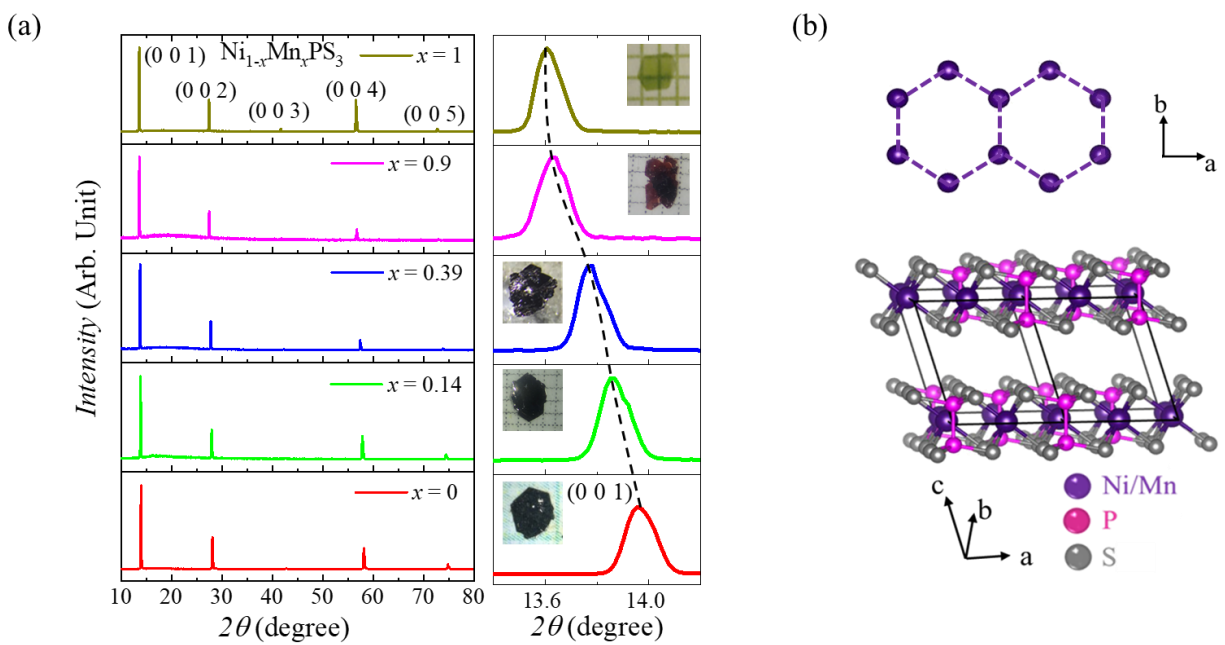 (a)
Ni1-xMnxPS3
x = 1
(0 0 1)
(0 0 2)
(0 0 3)
(0 0 4)
(0 0 5)
x = 0.9
x = 0.39
x = 0.14
x = 0
Intensity (Arb. Unit)
10 20 30 40 50 60 70 80
2θ (degree)
(0 0 1)
13.6 14.0
2θ (degree)
(b)
b
a
c
b
a
Ni/Mn
P
S